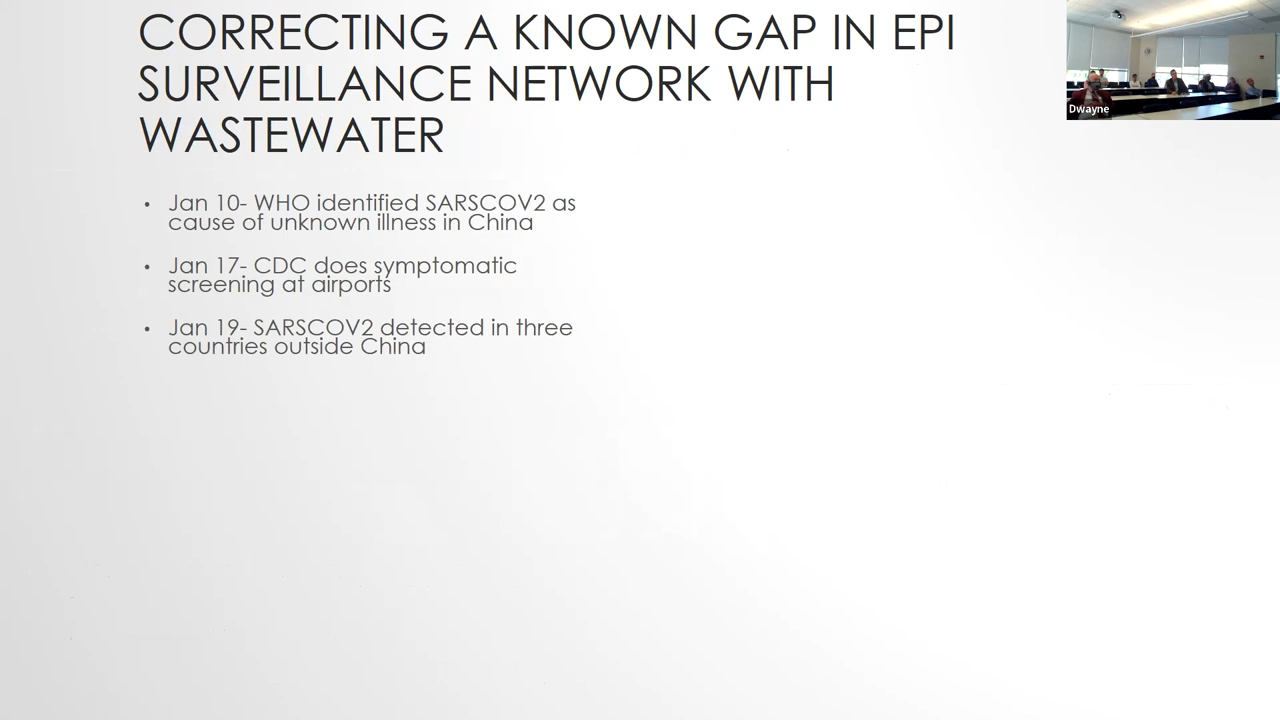 CORRECTING A KNOWN GAP IN EPI
SURVEILLANCE NETWORK WITH
WASTEWATER
• Jan 10- WHO identified SARSCOV2 as
cause of unknown illness in China
• Jan 17- CDC does symptomatic
screening at airports
• Jan 19- SARSCOV2 detected in three
countries outside China
Dwayne